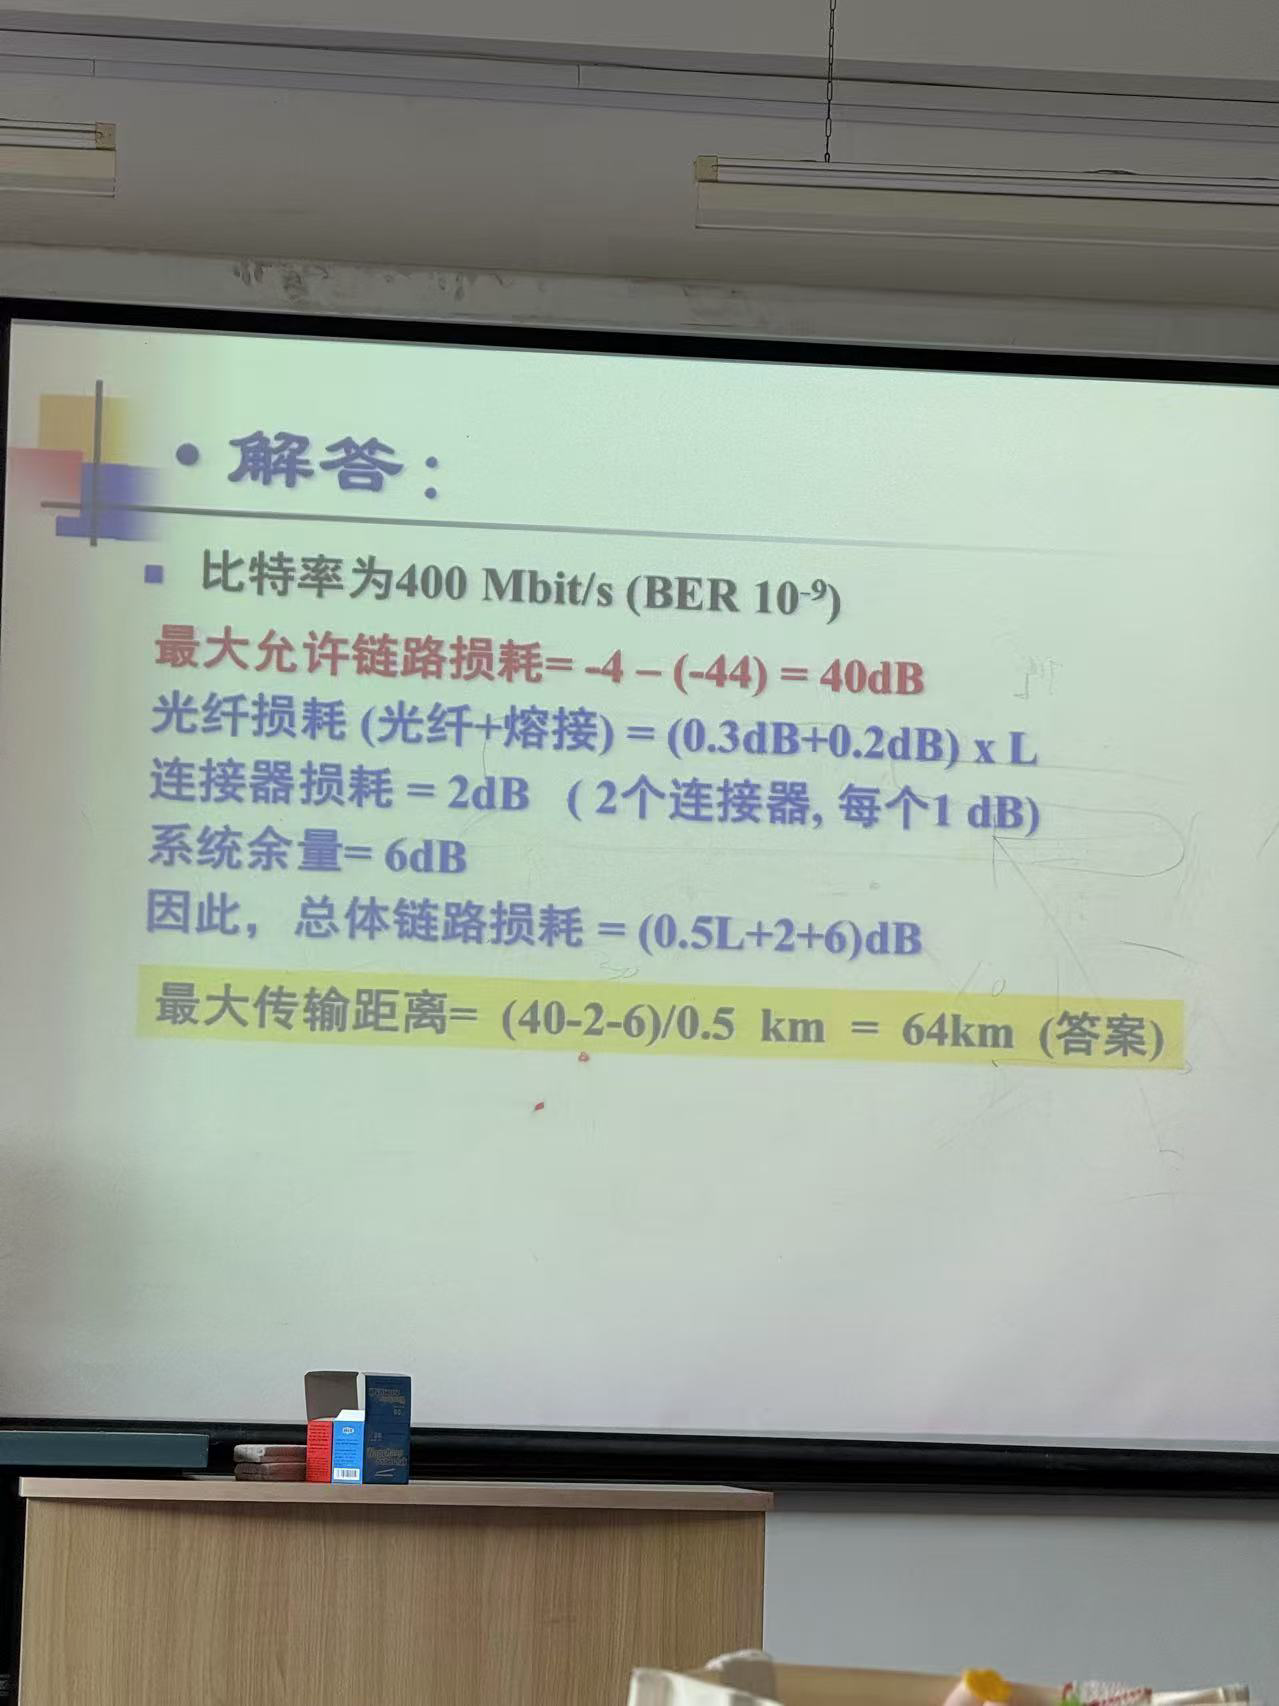 • 解答：
比特率为400 Mbit/s (BER 10⁻⁹)
最大允许链路损耗= -4 – (-44) = 40dB
光纤损耗 (光纤+熔接) = (0.3dB+0.2dB) x L
连接器损耗 = 2dB ( 2个连接器, 每个1 dB)
系统余量= 6dB
因此，总体链路损耗 = (0.5L+2+6)dB
最大传输距离= (40-2-6)/0.5 km = 64km (答案)